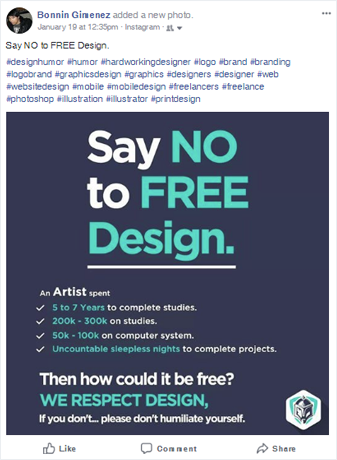 Bonnin Gimenez added a new photo.
January 19 at 12:35pm · Instagram ·
Say NO to FREE Design.
#designhumor #humor #hardworkingdesigner #logo #brand #branding
#logobrand #graphicsdesign #graphics #designers #designer #web
#websitedesign #mobile #mobiledesign #freelancers #freelance
#photoshop #illustration #illustrator #printdesign
Say NO
to FREE
Design.
An Artist spent
5 to 7 Years to complete studies.
200k - 300k on studies.
50k - 100k on computer system.
Uncountable sleepless nights to complete projects.
Then how could it be free?
WE RESPECT DESIGN,
If you don't... please don't humiliate yourself.
Like Comment Share